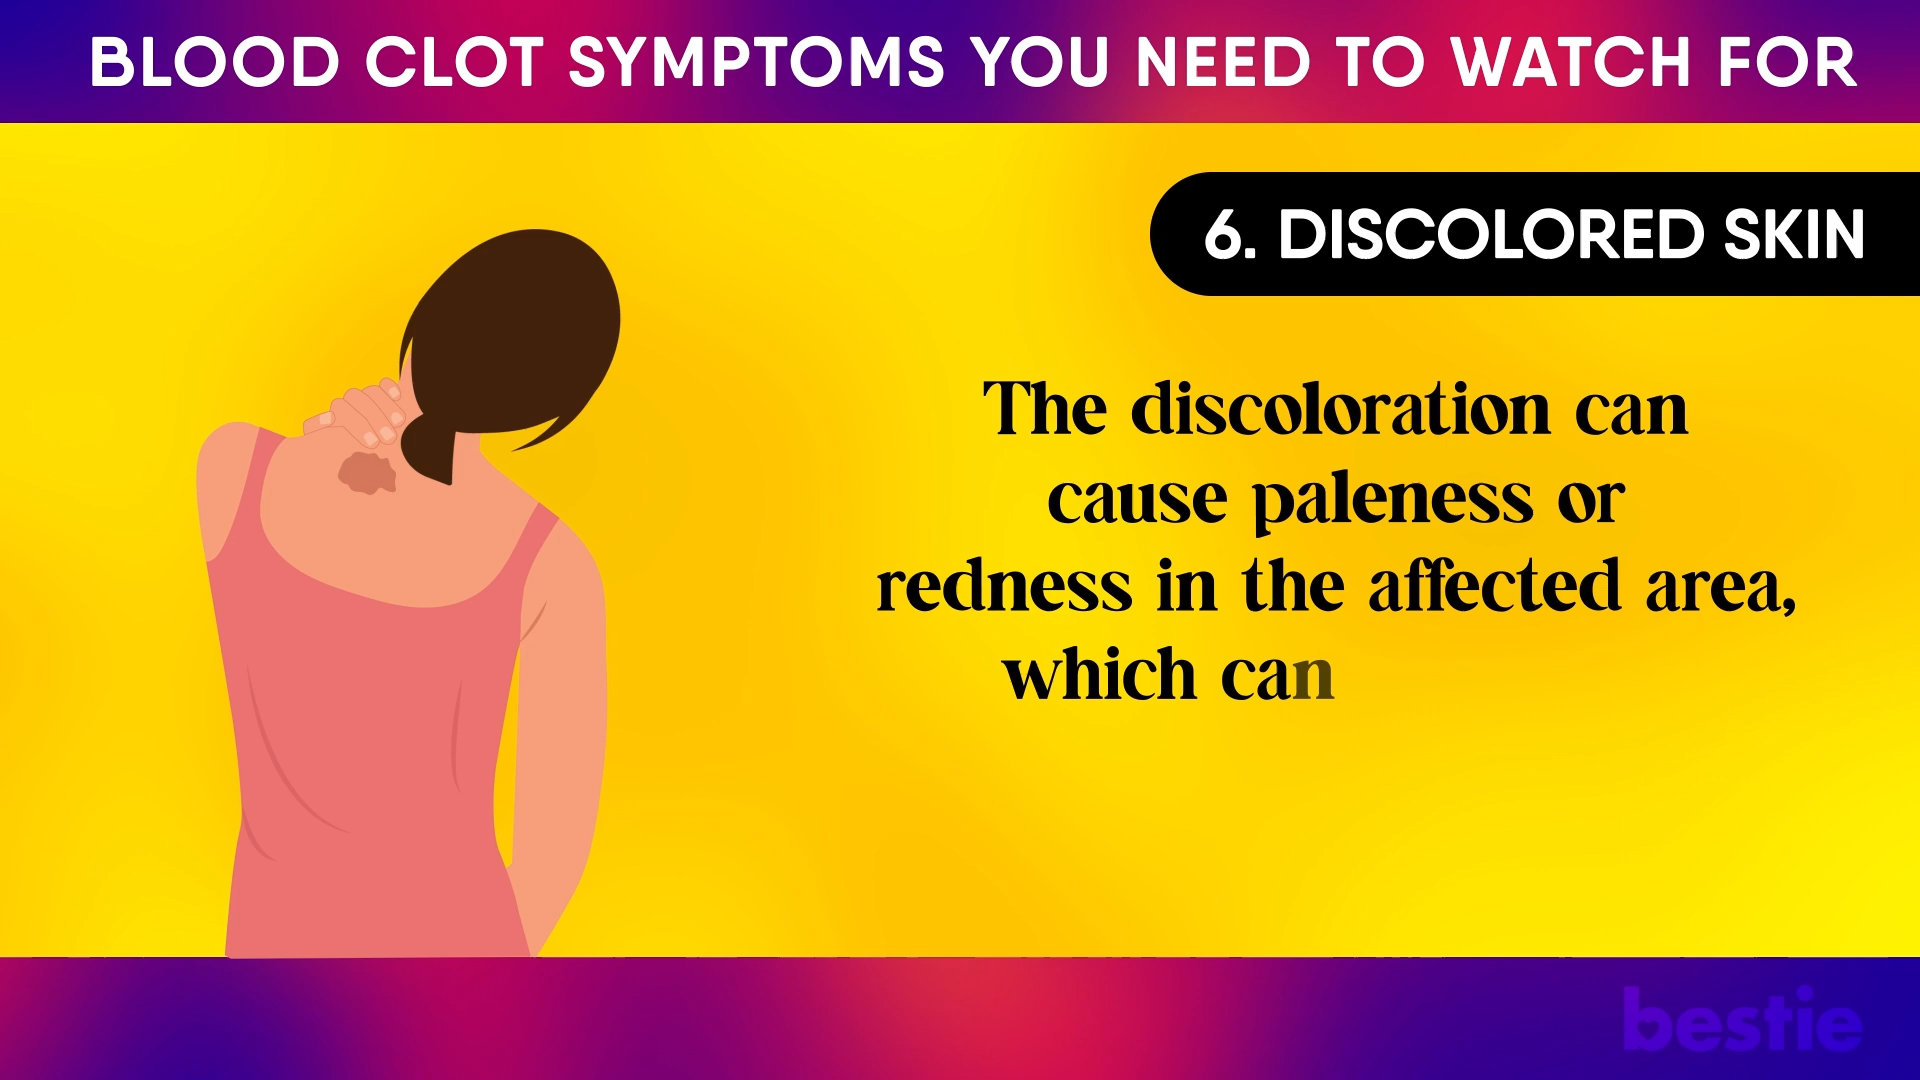 BLOOD CLOT SYMPTOMS YOU NEED TO WATCH FOR
6. DISCOLORED SKIN
The discoloration can
cause paleness or
redness in the affected area,
which can
bestie